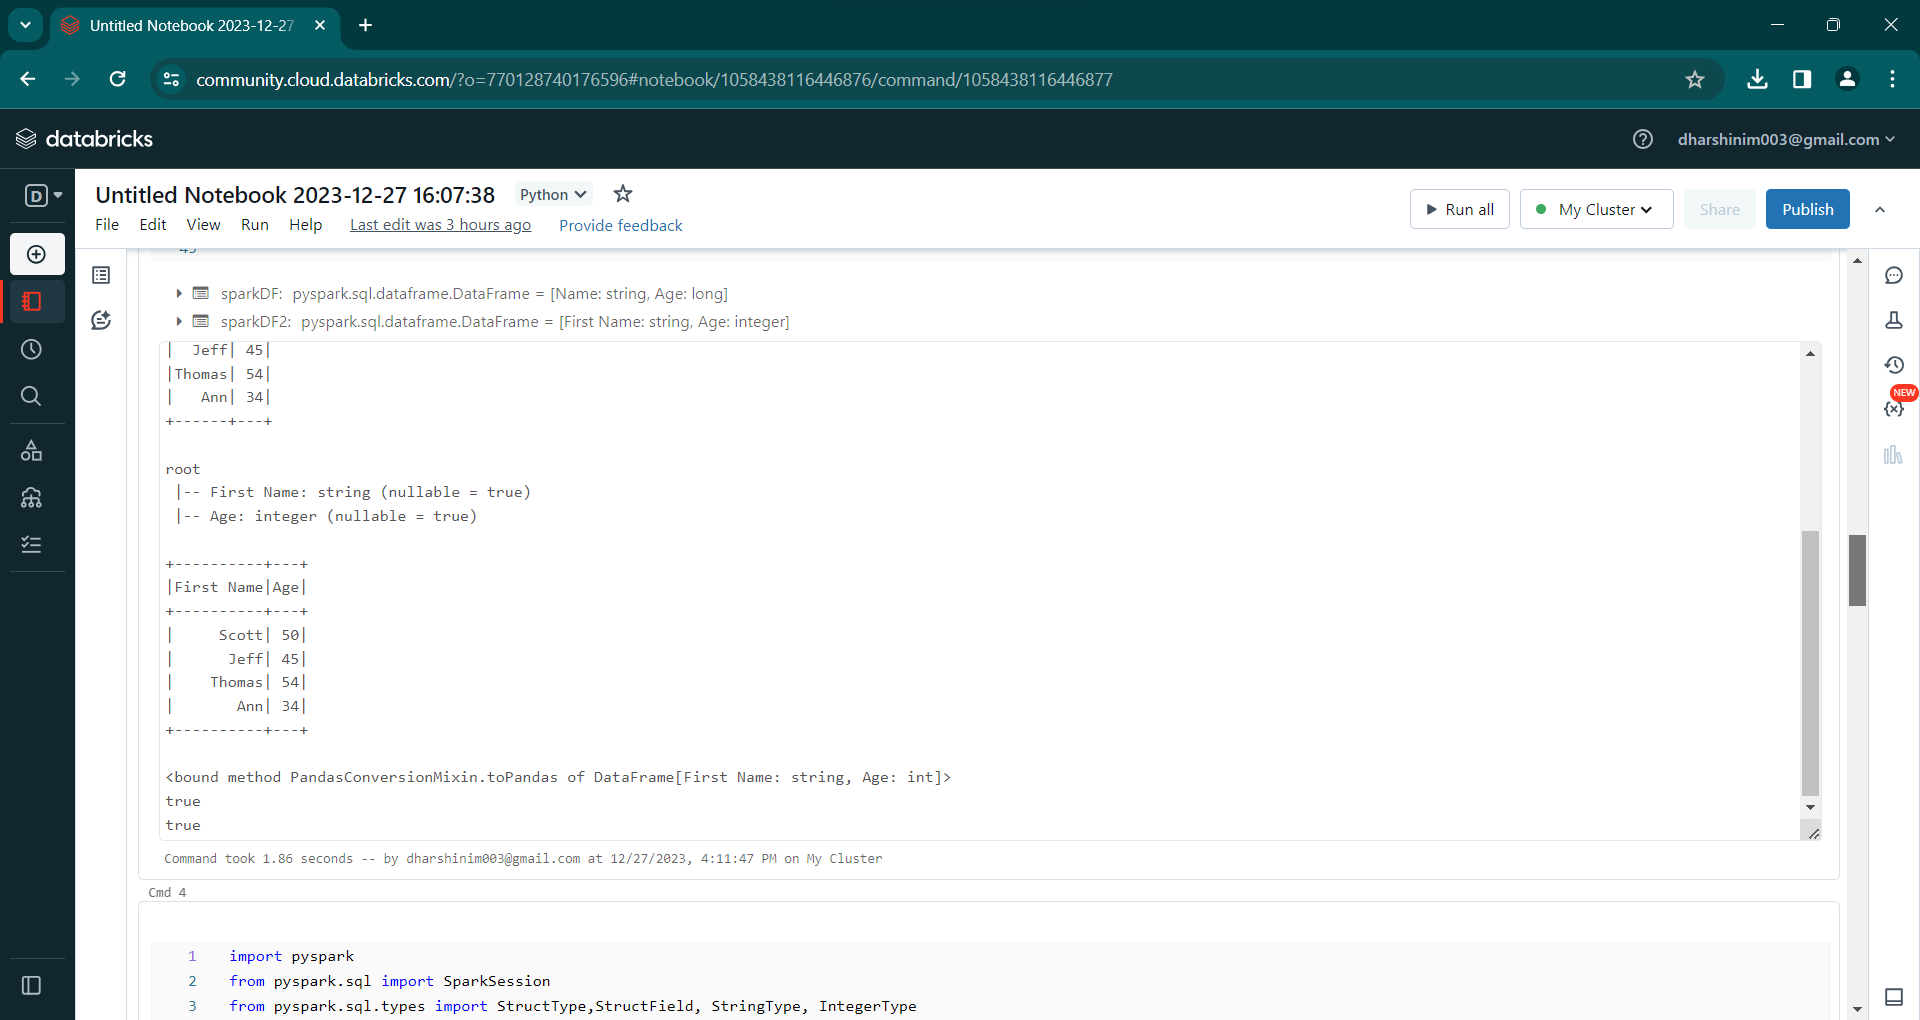 Untitled Notebook 2023-12-27
community.cloud.databricks.com/?o=770128740176596#notebook/1058438116446876/command/1058438116446877
databricks
dharshinim003@gmail.com
D
Untitled Notebook 2023-12-27 16:07:38 Python
File Edit View Run Help Last edit was 3 hours ago Provide feedback
Run all My Cluster Share Publish
45
sparkDF: pyspark.sql.dataframe.DataFrame = [Name: string, Age: long]
sparkDF2: pyspark.sql.dataframe.DataFrame = [First Name: string, Age: integer]
|  Jeff| 45|
|Thomas| 54|
|   Ann| 34|
+------+---+
root
 |-- First Name: string (nullable = true)
 |-- Age: integer (nullable = true)
+----------+---+
|First Name|Age|
+----------+---+
|     Scott| 50|
|      Jeff| 45|
|    Thomas| 54|
|       Ann| 34|
+----------+---+
<bound method PandasConversionMixin.toPandas of DataFrame[First Name: string, Age: int]>
true
true
Command took 1.86 seconds -- by dharshinim003@gmail.com at 12/27/2023, 4:11:47 PM on My Cluster
Cmd 4
1 import pyspark
2 from pyspark.sql import SparkSession
3 from pyspark.sql.types import StructType,StructField, StringType, IntegerType
NEW